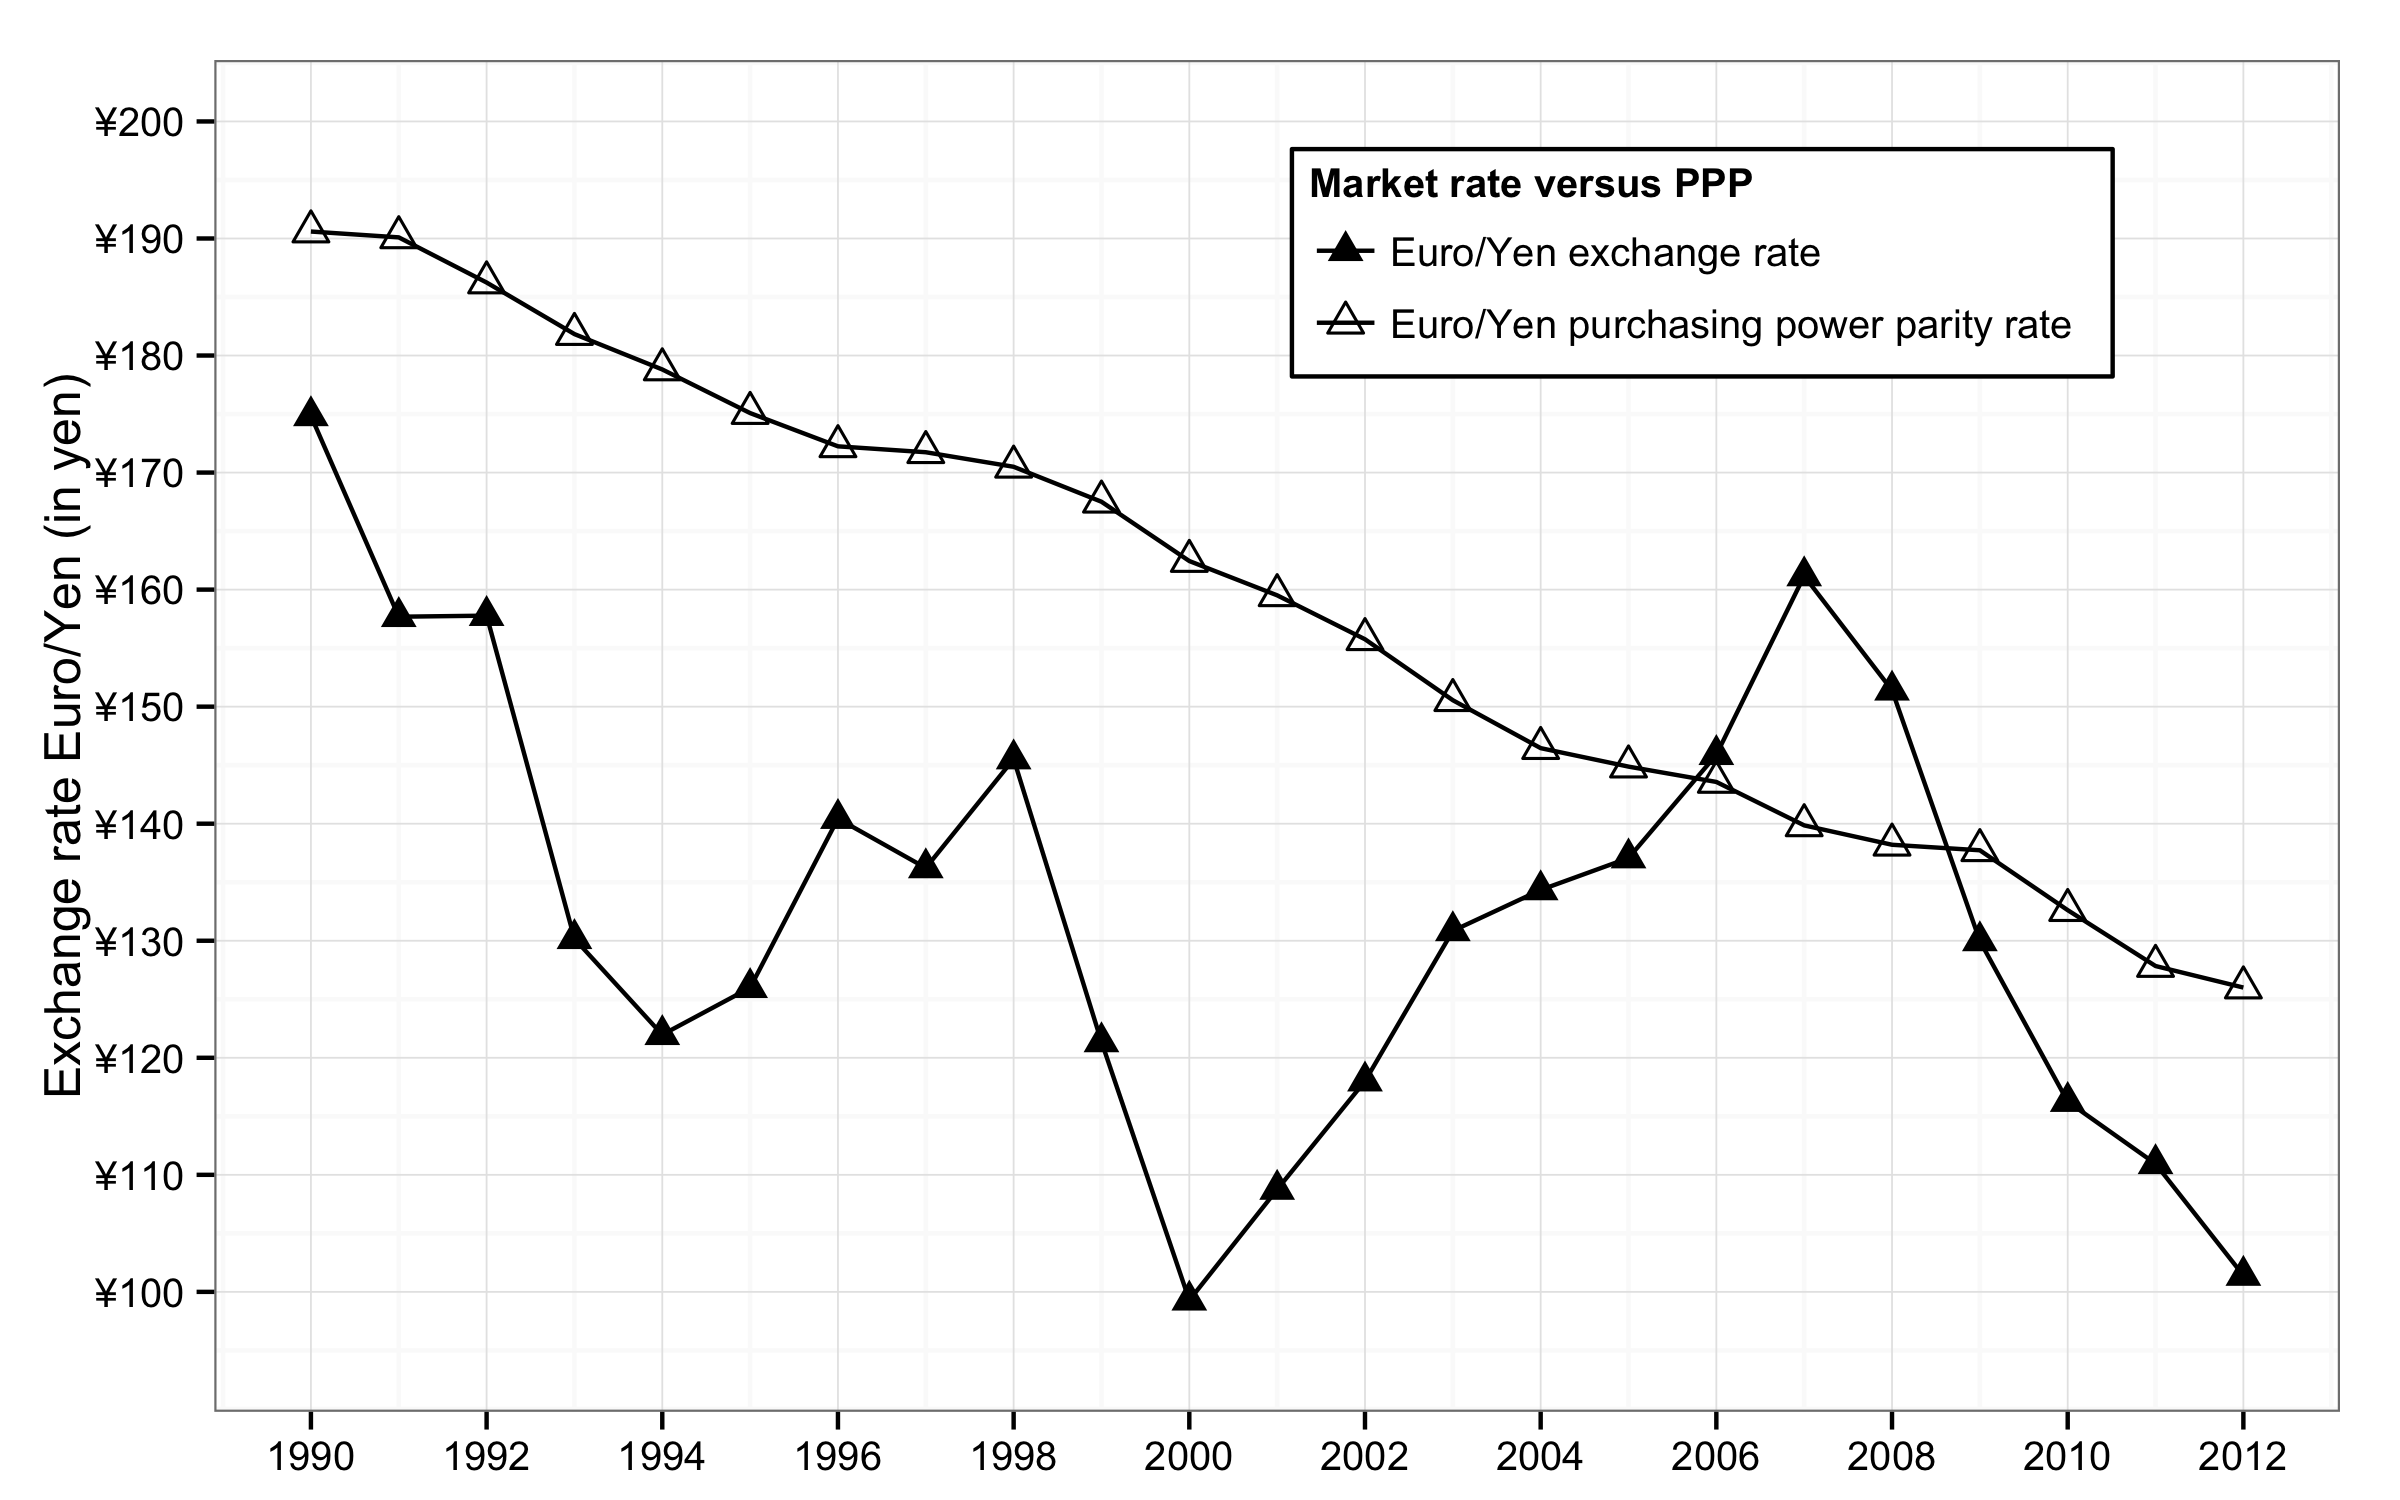 Exchange rate Euro/Yen (in yen)
¥200
¥190
¥180
¥170
¥160
¥150
¥140
¥130
¥120
¥110
¥100
Market rate versus PPP
Euro/Yen exchange rate
Euro/Yen purchasing power parity rate
1990 1992 1994 1996 1998 2000 2002 2004 2006 2008 2010 2012